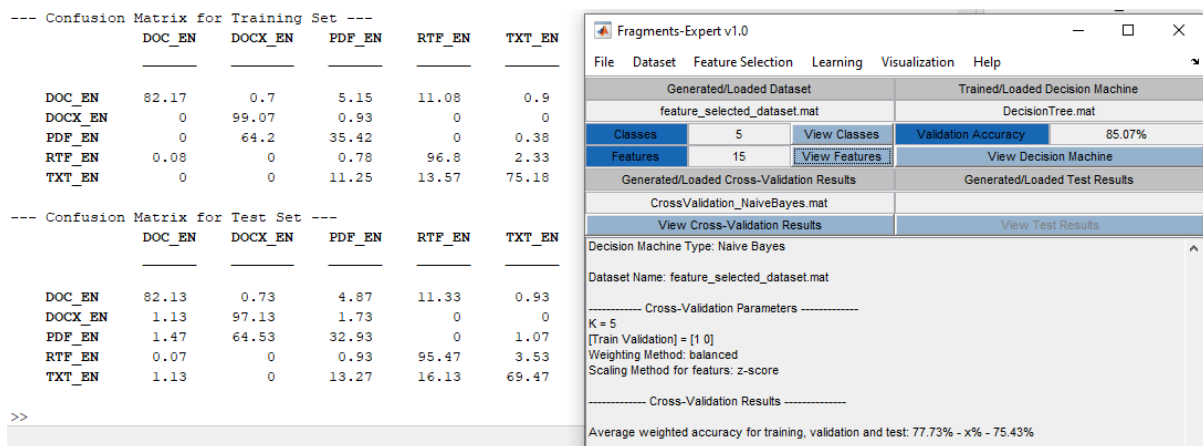 --- Confusion Matrix for Training Set ---
DOC_EN DOCX_EN PDF_EN RTF_EN TXT_EN
DOC_EN 82.17 0.7 5.15 11.08 0.9
DOCX_EN 0 99.07 0.93 0 0
PDF_EN 0 64.2 35.42 0 0.38
RTF_EN 0.08 0 0.78 96.8 2.33
TXT_EN 0 0 11.25 13.57 75.18
--- Confusion Matrix for Test Set ---
DOC_EN DOCX_EN PDF_EN RTF_EN TXT_EN
DOC_EN 82.13 0.73 4.87 11.33 0.93
DOCX_EN 1.13 97.13 1.73 0 0
PDF_EN 1.47 64.53 32.93 0 1.07
RTF_EN 0.07 0 0.93 95.47 3.53
TXT_EN 1.13 0 13.27 16.13 69.47
>>
Fragments-Expert v1.0
File Dataset Feature Selection Learning Visualization Help
Generated/Loaded Dataset Trained/Loaded Decision Machine
feature_selected_dataset.mat DecisionTree.mat
Classes 5 View Classes Validation Accuracy 85.07%
Features 15 View Features View Decision Machine
Generated/Loaded Cross-Validation Results Generated/Loaded Test Results
CrossValidation_NaiveBayes.mat
View Cross-Validation Results View Test Results
Decision Machine Type: Naive Bayes
Dataset Name: feature_selected_dataset.mat
------------ Cross-Validation Parameters -------------
K = 5
[Train Validation] = [1 0]
Weighting Method: balanced
Scaling Method for featurs: z-score
------------- Cross-Validation Results --------------
Average weighted accuracy for training, validation and test: 77.73% - x% - 75.43%